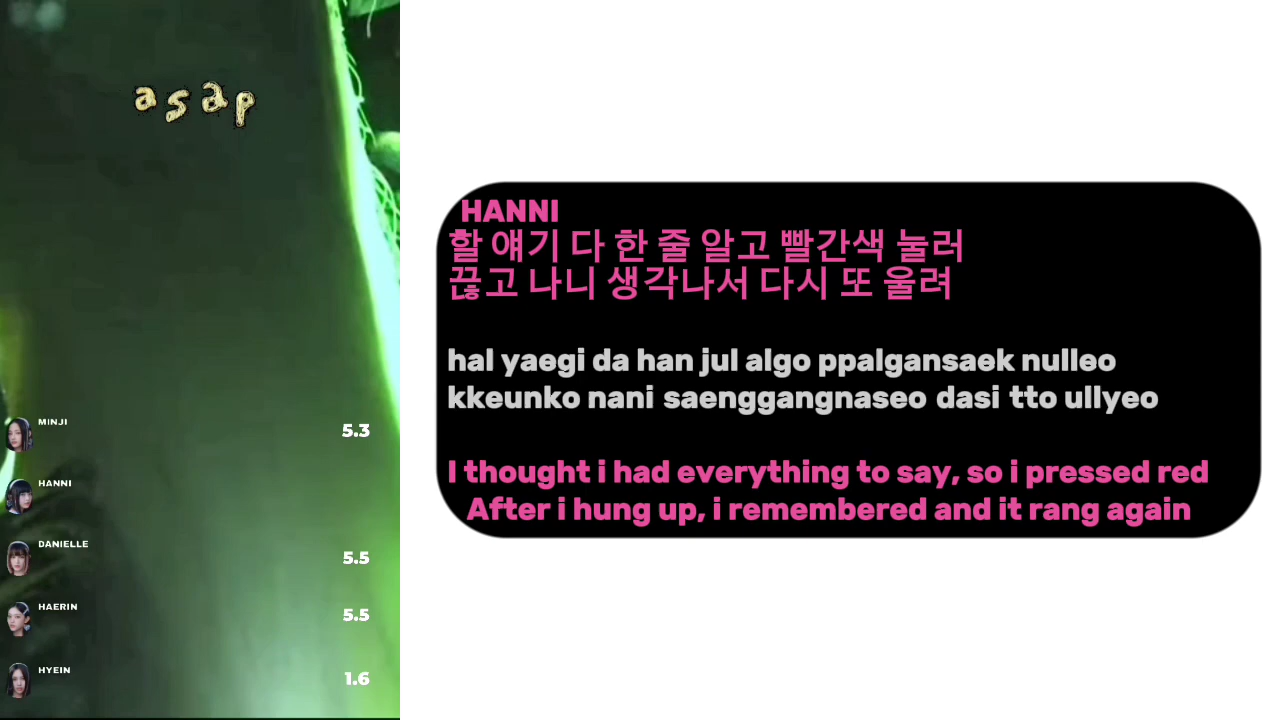 asap
MINJI
5.3
HANNI
DANIELLE
5.5
HAERIN
5.5
HYEIN
1.6
HANNI
할 얘기 다 한 줄 알고 빨간색 눌러
끊고 나니 생각나서 다시 또 울려
hal yaegi da han jul algo ppalgansaek nulleo
kkeunko nani saenggangnaseo dasi tto ullyeo
I thought i had everything to say, so i pressed red
After i hung up, i remembered and it rang again